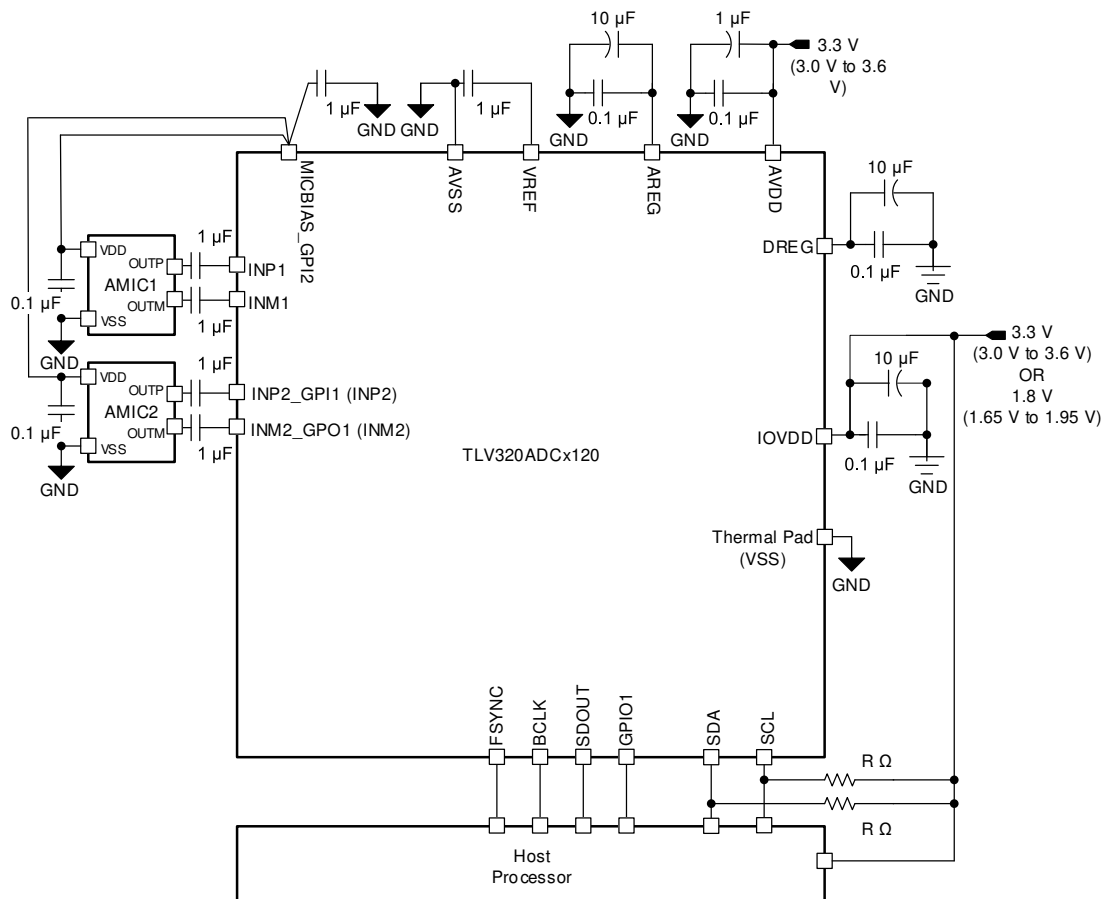 10 µF
1 µF
3.3 V
(3.0 V to 3.6
V)
1 µF
GND
GND
1 µF
0.1 µF
GND
0.1 µF
GND
MICBIAS_GPI2
AVSS
VREF
AREG
AVDD
10 µF
DREG
0.1 µF
GND
1 µF
VDD
OUTP
AMIC1
OUTM
VSS
INP1
INM1
0.1 µF
1 µF
GND
3.3 V
(3.0 V to 3.6 V)
OR
1.8 V
(1.65 V to 1.95 V)
10 µF
IOVDD
0.1 µF
GND
1 µF
VDD
OUTP
AMIC2
OUTM
VSS
INP2_GPI1 (INP2)
INM2_GPO1 (INM2)
0.1 µF
1 µF
GND
TLV320ADCx120
Thermal Pad
(VSS)
GND
FSYNC
BCLK
SDOUT
GPIO1
SDA
SCL
R Ω
R Ω
Host
Processor